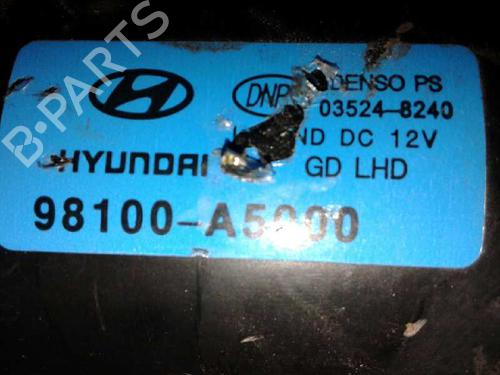 DNP DENSO PS
03524-8240
ND DC 12V
HYUNDAI GD LHD
98100-A5000
B-PARTS